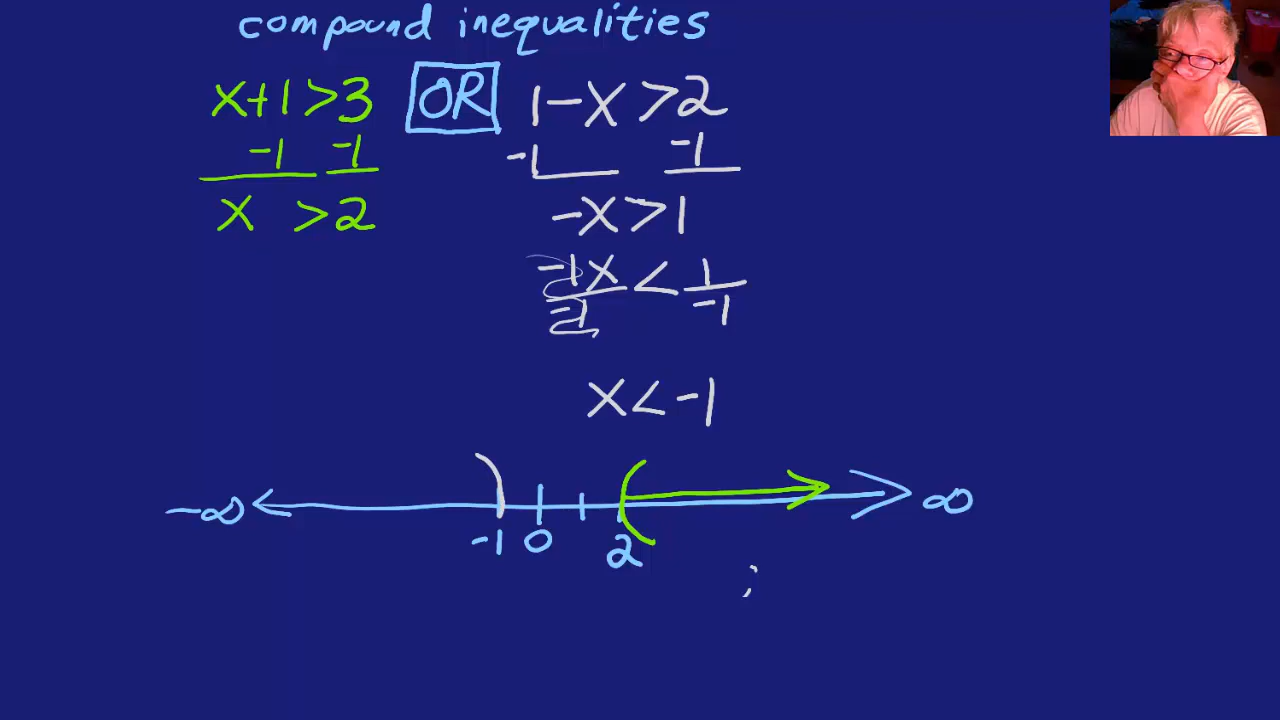 compound inequalities
x+1>3 OR 1-x>2
-1 -1 -1 -1
x >2 -x>1
-1x/-1 < 1/-1
x<-1
-∞ ) ( ∞
-1 0 2